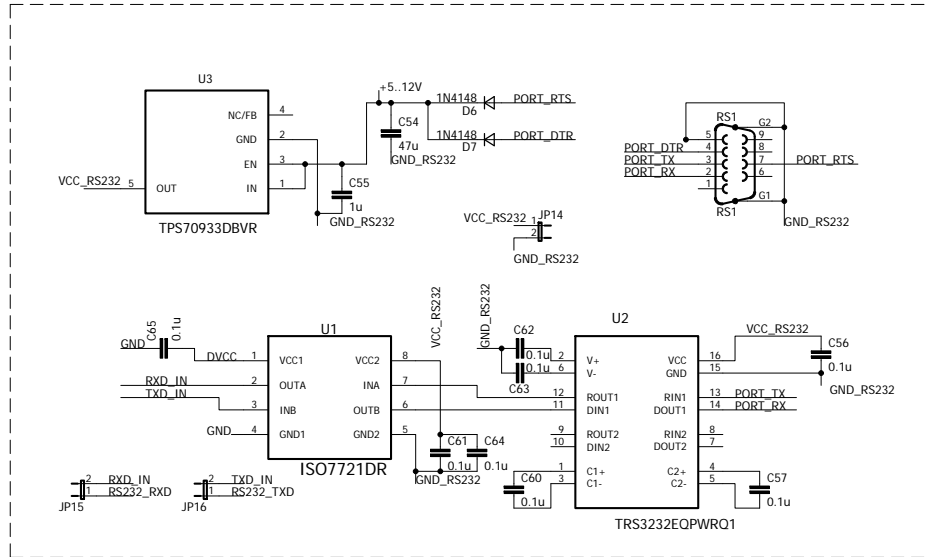 U3
NC/FB 4
GND 2
EN 3
IN 1
VCC_RS232 5 OUT
TPS70933DBVR
+5..12V
C54
47u
GND_RS232
C55
1u
GND_RS232
1N4148 PORT_RTS
D6
1N4148 PORT_DTR
D7
VCC_RS232 1 JP14
2
GND_RS232
RS1
G2
5 9
PORT_DTR 4 8
PORT_TX 3 7 PORT_RTS
PORT_RX 2 6
1
G1
RS1
GND_RS232
C65
0.1u
GND
U1
DVCC 1 VCC1 VCC2 8
RXD_IN 2 OUTA INA 7
TXD_IN 3 INB OUTB 6
GND 4 GND1 GND2 5
ISO7721DR
VCC_RS232
C61 C64
0.1u 0.1u
GND_RS232
2 RXD_IN
1 RS232_RXD
JP15
2 TXD_IN
1 RS232_TXD
JP16
GND_RS232
C62
0.1u
0.1u
C63
U2
2 V+ VCC 16
6 V- GND 15
12 ROUT1 RIN1 13 PORT_TX
11 DIN1 DOUT1 14 PORT_RX
9 ROUT2 RIN2 8
10 DIN2 DOUT2 7
1 C1+ C2+ 4
3 C1- C2- 5
C60
0.1u
C57
0.1u
VCC_RS232
C56
0.1u
GND_RS232
TRS3232EQPWRQ1